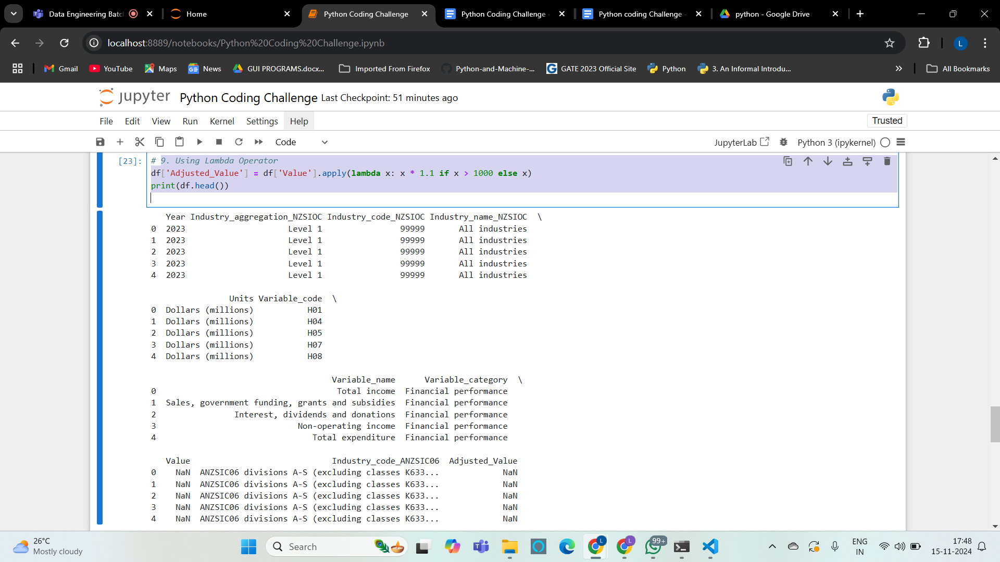 Data Engineering Batc
Home
Python Coding Challenge
Python Coding Challenge -
Python coding Challenge -
python - Google Drive
localhost:8889/notebooks/Python%20Coding%20Challenge.ipynb
L
Gmail
YouTube
Maps
News
GUI PROGRAMS.docx...
Imported From Firefox
Python-and-Machine-...
GATE 2023 Official Site
Python
3. An Informal Introdu...
All Bookmarks
jupyter
Python Coding Challenge Last Checkpoint: 51 minutes ago
File Edit View Run Kernel Settings Help
Trusted
Code
JupyterLab
Python 3 (ipykernel)
[23]: # 9. Using Lambda Operator
df['Adjusted_Value'] = df['Value'].apply(lambda x: x * 1.1 if x > 1000 else x)
print(df.head())
Year Industry_aggregation_NZSIOC Industry_code_NZSIOC Industry_name_NZSIOC \
0 2023 Level 1 99999 All industries
1 2023 Level 1 99999 All industries
2 2023 Level 1 99999 All industries
3 2023 Level 1 99999 All industries
4 2023 Level 1 99999 All industries
Units Variable_code \
0 Dollars (millions) H01
1 Dollars (millions) H04
2 Dollars (millions) H05
3 Dollars (millions) H07
4 Dollars (millions) H08
Variable_name Variable_category \
0 Total income Financial performance
1 Sales, government funding, grants and subsidies Financial performance
2 Interest, dividends and donations Financial performance
3 Non-operating income Financial performance
4 Total expenditure Financial performance
Value Industry_code_ANZSIC06 Adjusted_Value
0 NaN ANZSIC06 divisions A-S (excluding classes K633... NaN
1 NaN ANZSIC06 divisions A-S (excluding classes K633... NaN
2 NaN ANZSIC06 divisions A-S (excluding classes K633... NaN
3 NaN ANZSIC06 divisions A-S (excluding classes K633... NaN
4 NaN ANZSIC06 divisions A-S (excluding classes K633... NaN
26°C
Mostly cloudy
Search
L
L
99+
ENG
IN
17:48
15-11-2024